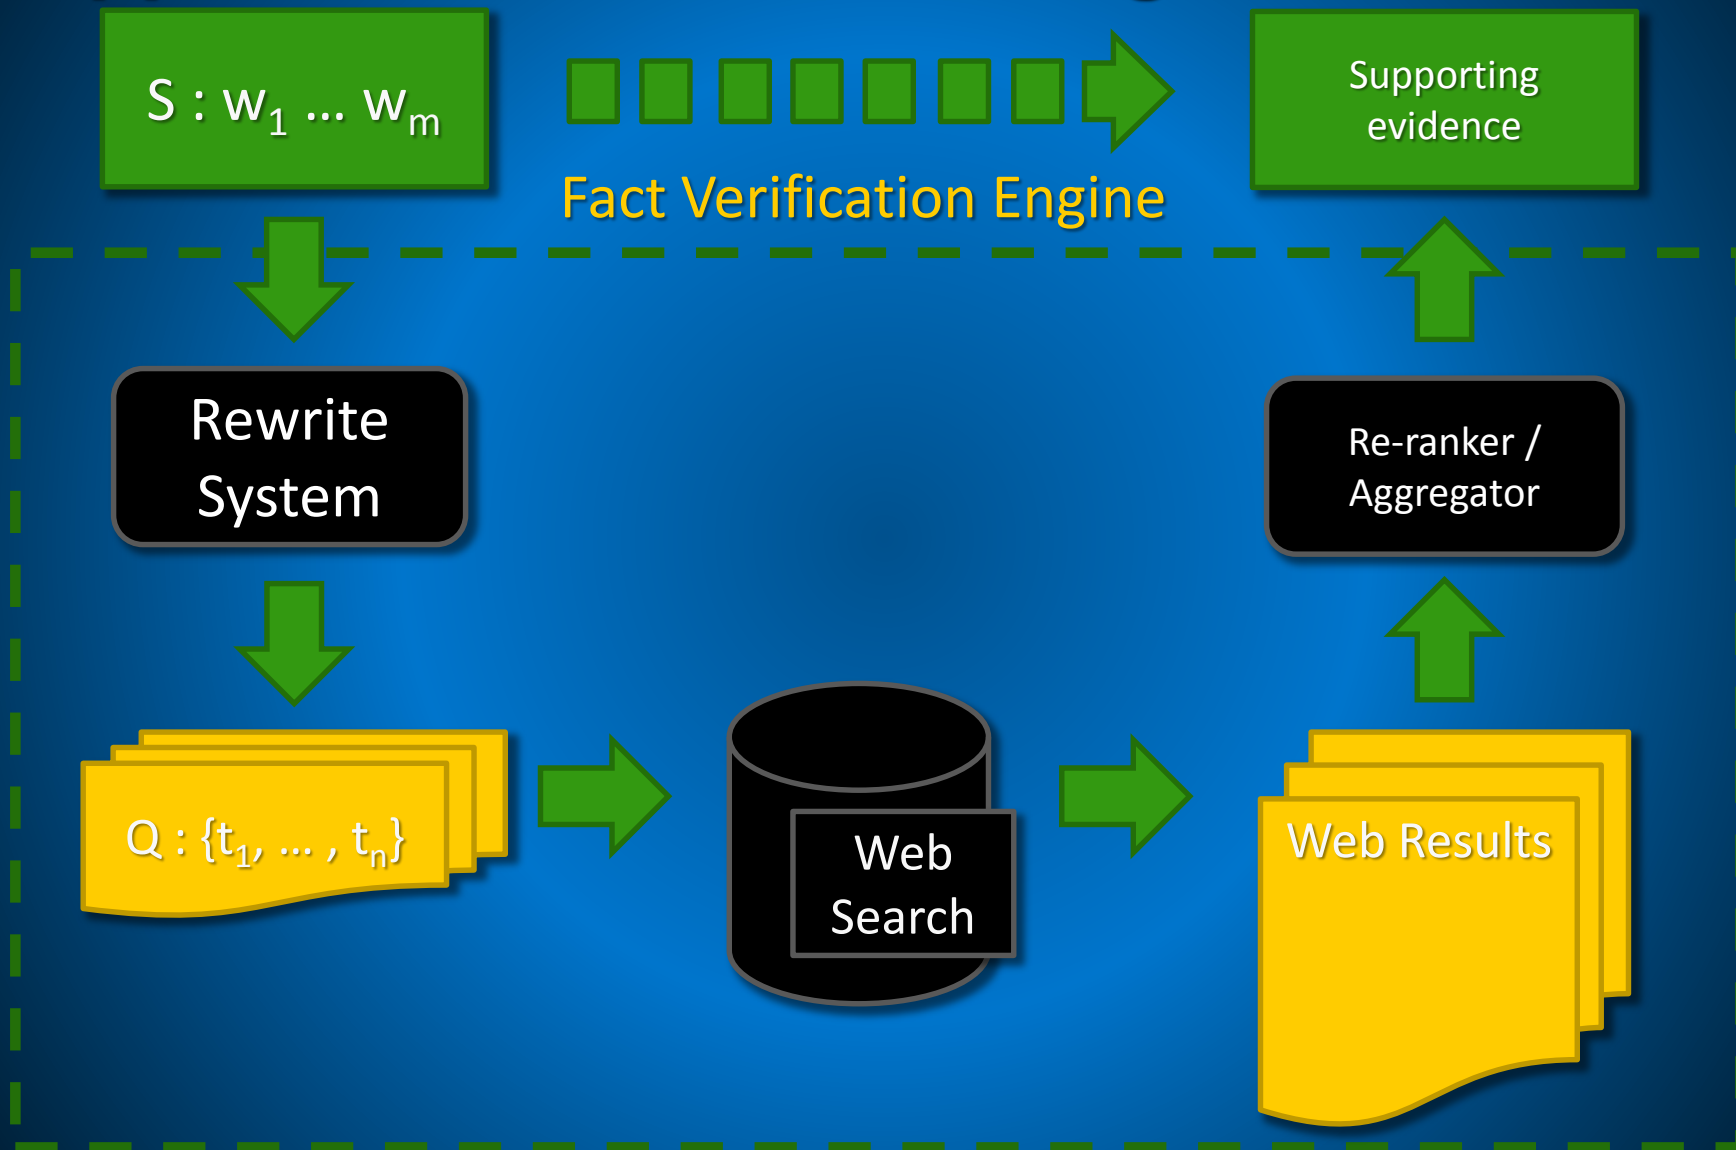 S : w₁ ... wₘ
Supporting
evidence
Fact Verification Engine
Rewrite
System
Re-ranker /
Aggregator
Q : {t₁, ... , tₙ}
Web
Search
Web Results